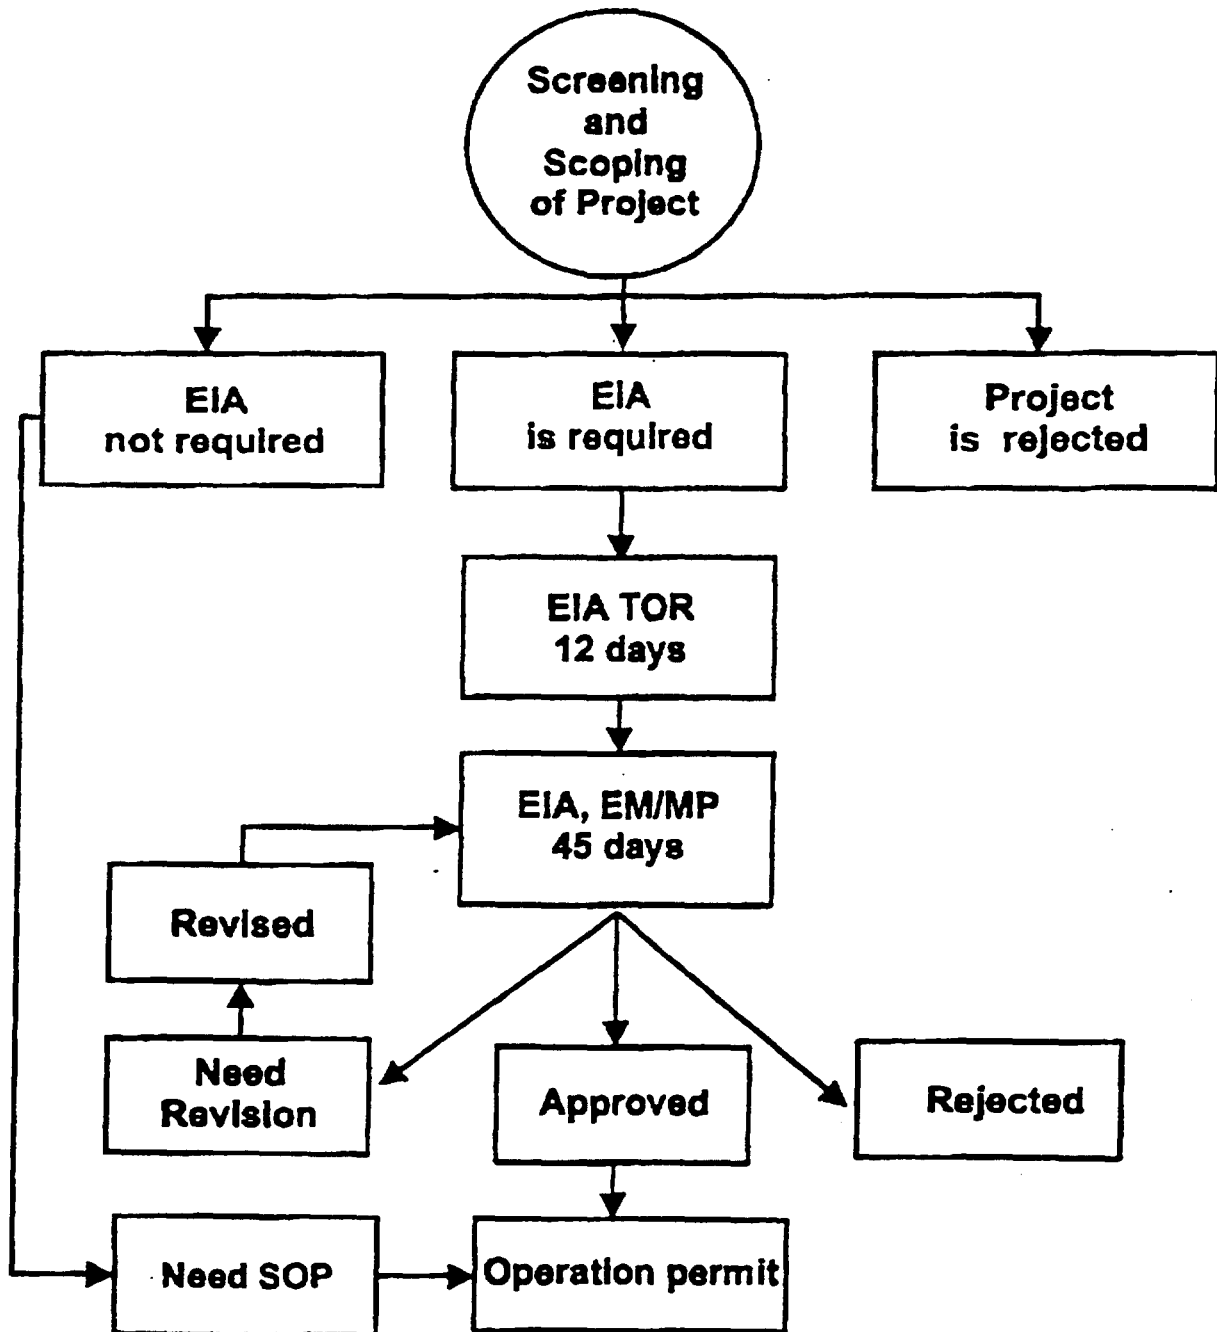 Screening
and
Scoping
of Project
EIA
not required
EIA
is required
Project
is rejected
EIA TOR
12 days
EIA, EM/MP
45 days
Revised
Need
Revision
Approved
Rejected
Need SOP
Operation permit